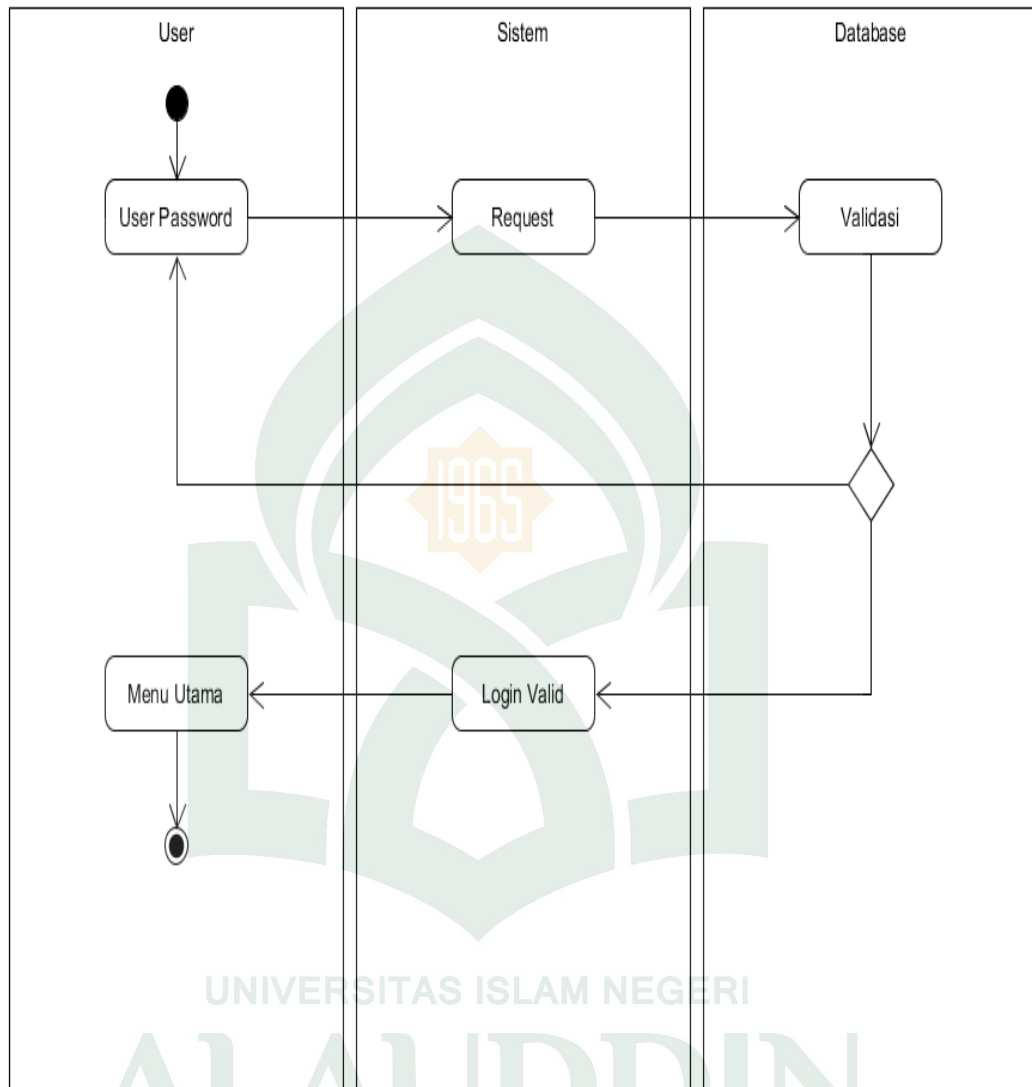 User
Sistem
Database
User Password
Request
Validasi
1965
Menu Utama
Login Valid
UNIVERSITAS ISLAM NEGERI
ALAUDDIN